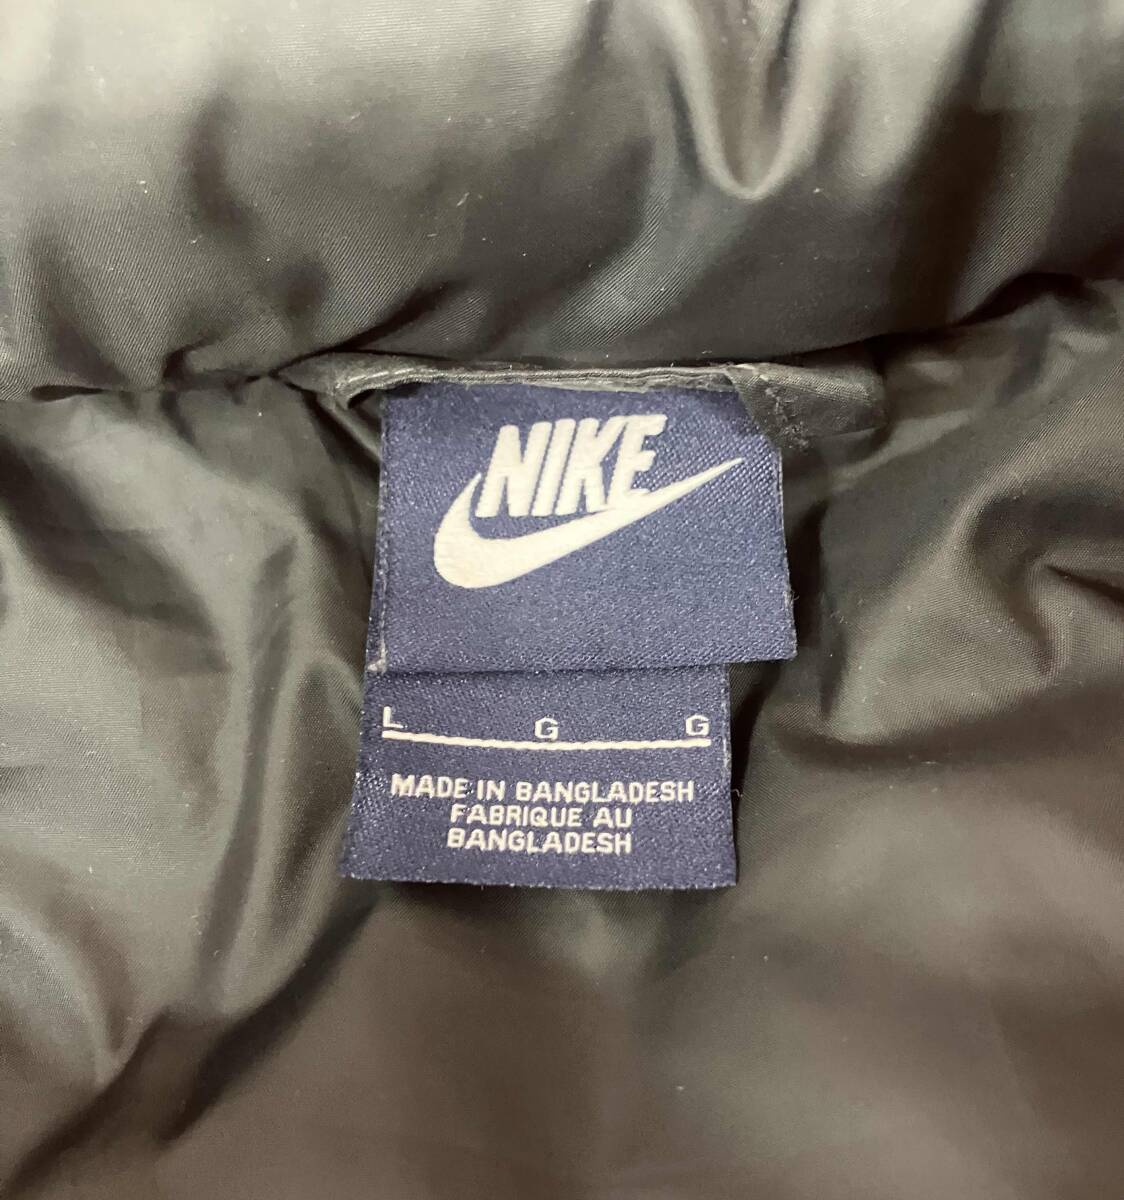 NIKE
L G G
MADE IN BANGLADESH
FABRIQUE AU
BANGLADESH